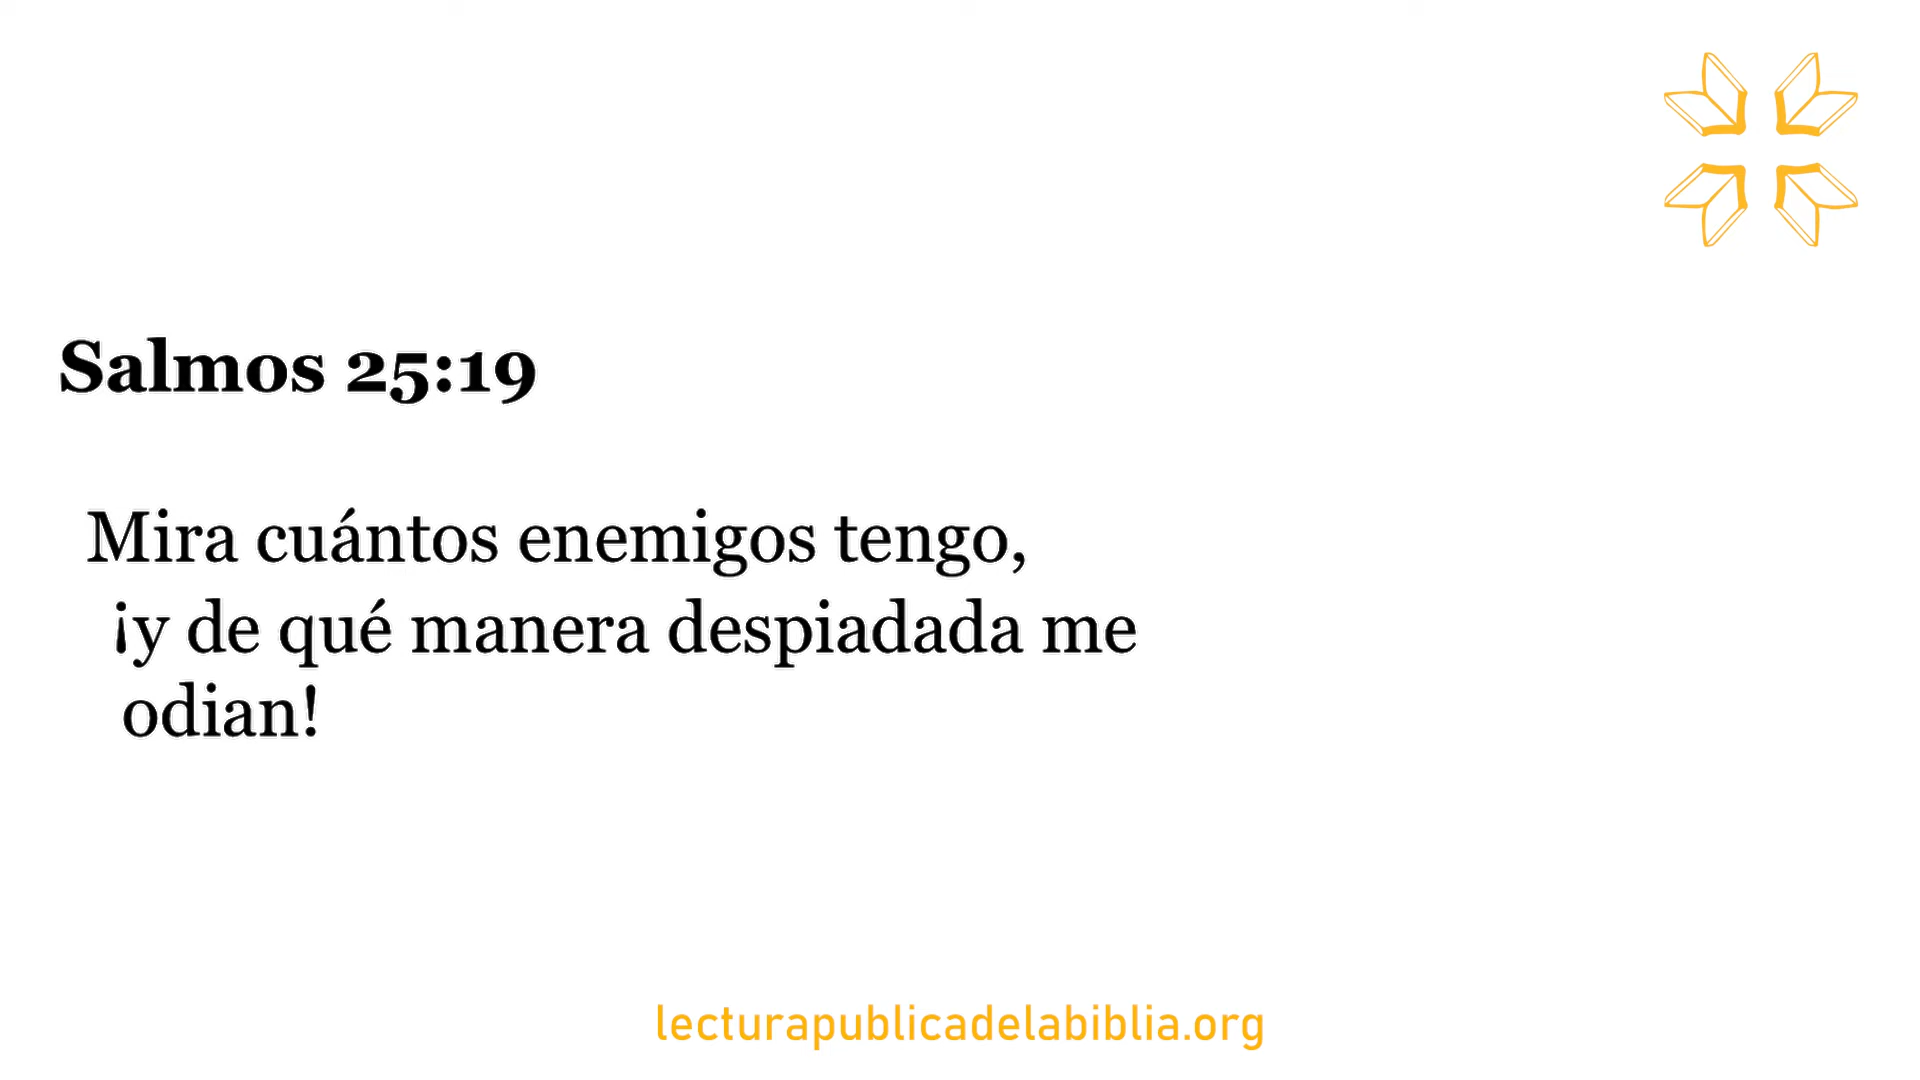 Salmos 25:19
Mira cuántos enemigos tengo,
¡y de qué manera despiadada me
odian!
lecturapublicadelabiblia.org